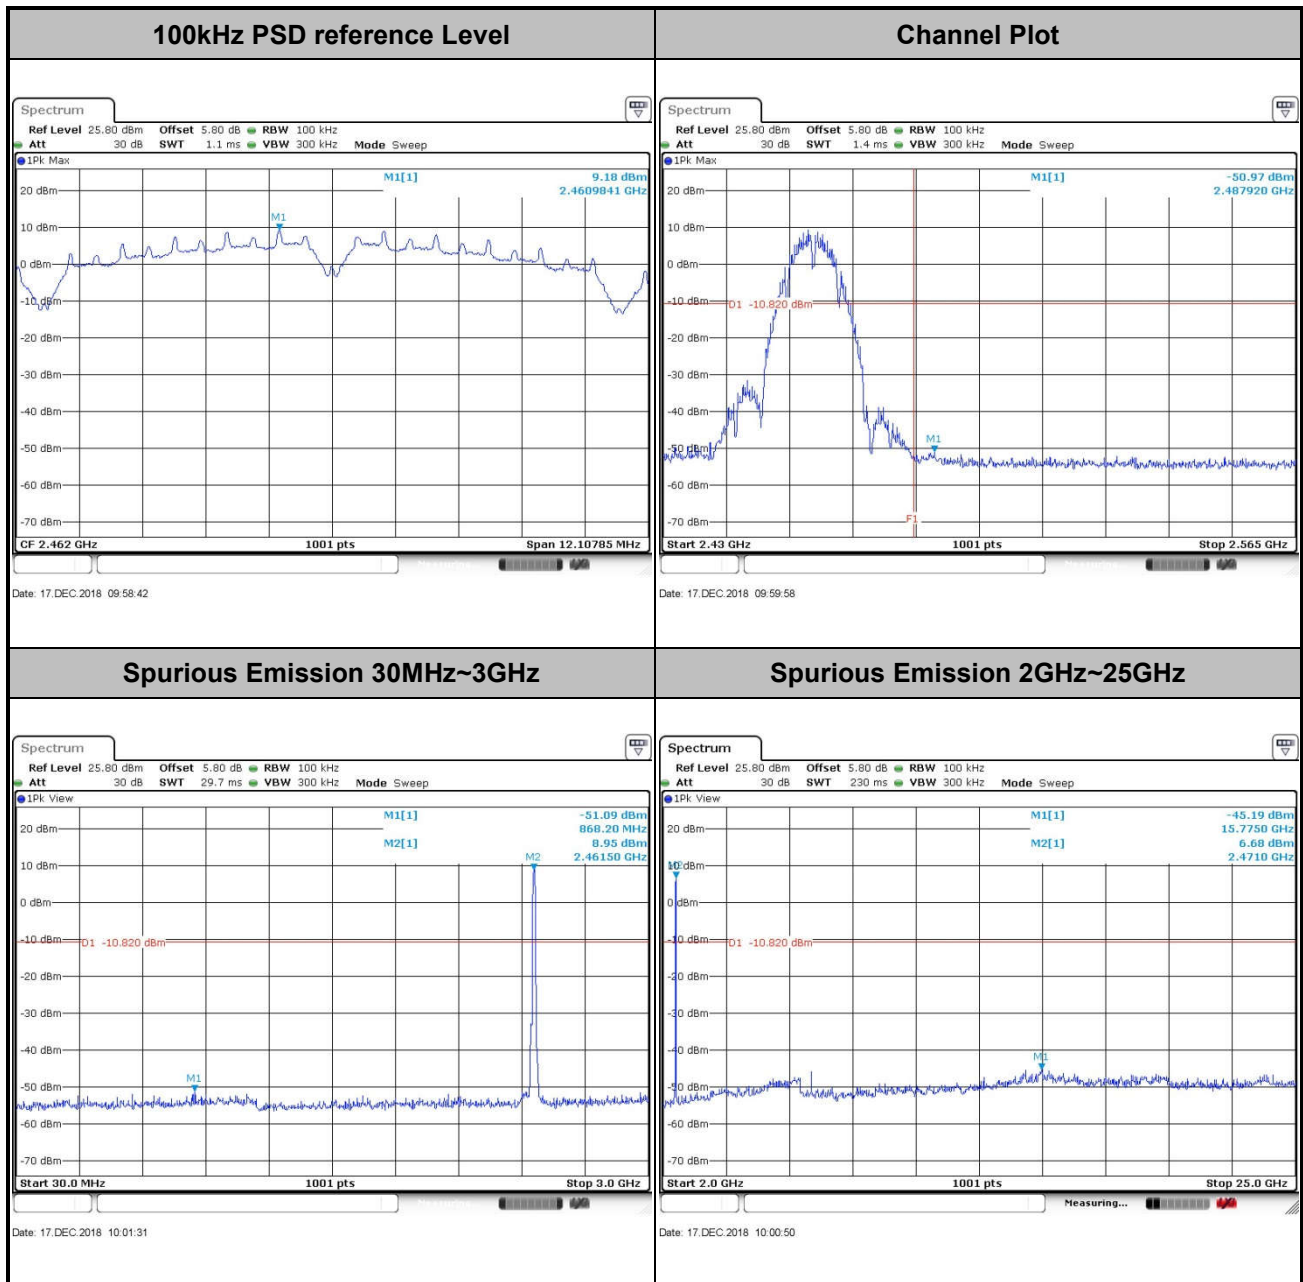 100kHz PSD reference Level
Channel Plot
Spectrum
Ref Level 25.80 dBm Offset 5.80 dB RBW 100 kHz
Att 30 dB SWT 1.1 ms VBW 300 kHz Mode Sweep
1Pk Max
M1[1] 9.18 dBm
2.4609841 GHz
20 dBm
M1
10 dBm
0 dBm
-10 dBm
-20 dBm
-30 dBm
-40 dBm
-50 dBm
-60 dBm
-70 dBm
CF 2.462 GHz 1001 pts Span 12.10785 MHz
Date: 17.DEC.2018 09:58:42
Spectrum
Ref Level 25.80 dBm Offset 5.80 dB RBW 100 kHz
Att 30 dB SWT 1.4 ms VBW 300 kHz Mode Sweep
1Pk Max
M1[1] -50.97 dBm
2.487920 GHz
20 dBm
10 dBm
0 dBm
-10 dBm
D1 -10.820 dBm
-20 dBm
-30 dBm
-40 dBm
M1
-50 dBm
-60 dBm
-70 dBm
F1
Start 2.43 GHz 1001 pts Stop 2.565 GHz
Date: 17.DEC.2018 09:59:58
Spurious Emission 30MHz~3GHz
Spurious Emission 2GHz~25GHz
Spectrum
Ref Level 25.80 dBm Offset 5.80 dB RBW 100 kHz
Att 30 dB SWT 29.7 ms VBW 300 kHz Mode Sweep
1Pk View
M1[1] -51.09 dBm
868.20 MHz
20 dBm
M2[1] 8.95 dBm
2.46150 GHz
M2
10 dBm
0 dBm
-10 dBm
D1 -10.820 dBm
-20 dBm
-30 dBm
-40 dBm
M1
-50 dBm
-60 dBm
-70 dBm
Start 30.0 MHz 1001 pts Stop 3.0 GHz
Date: 17.DEC.2018 10:01:31
Spectrum
Ref Level 25.80 dBm Offset 5.80 dB RBW 100 kHz
Att 30 dB SWT 230 ms VBW 300 kHz Mode Sweep
1Pk View
M1[1] -45.19 dBm
15.7750 GHz
20 dBm
M2[1] 6.68 dBm
2.4710 GHz
M2
10 dBm
0 dBm
-10 dBm
D1 -10.820 dBm
-20 dBm
-30 dBm
-40 dBm
M1
-50 dBm
-60 dBm
-70 dBm
Start 2.0 GHz 1001 pts Stop 25.0 GHz
Measuring...
Date: 17.DEC.2018 10:00:50